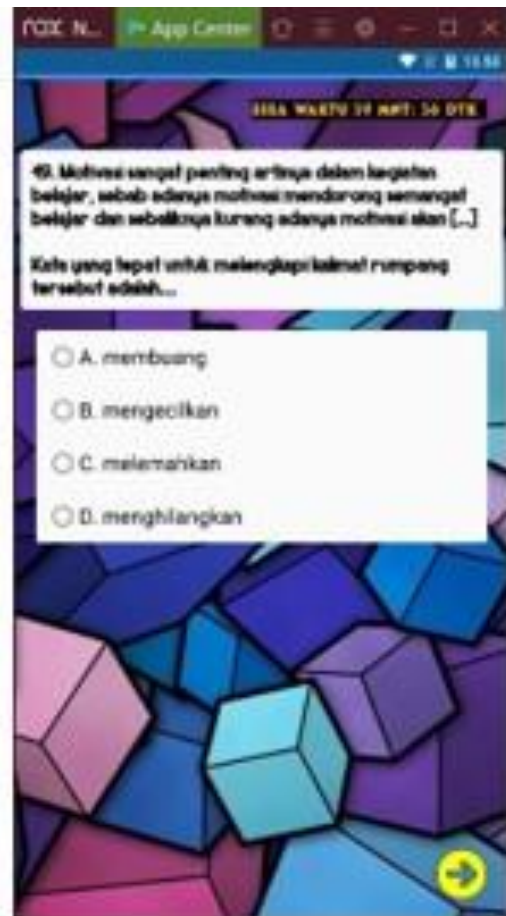 nox N...
App Center
SISA WAKTU 39 MNT: 56 DTK
49. Motivasi sangat penting artinya dalam kegiatan
belajar, sebab adanya motivasi mendorong semangat
belajar dan sebaliknya kurang adanya motivasi akan [...]
Kata yang tepat untuk melengkapi kalimat rumpang
tersebut adalah...
A. membuang
B. mengecilkan
C. melemahkan
D. menghilangkan